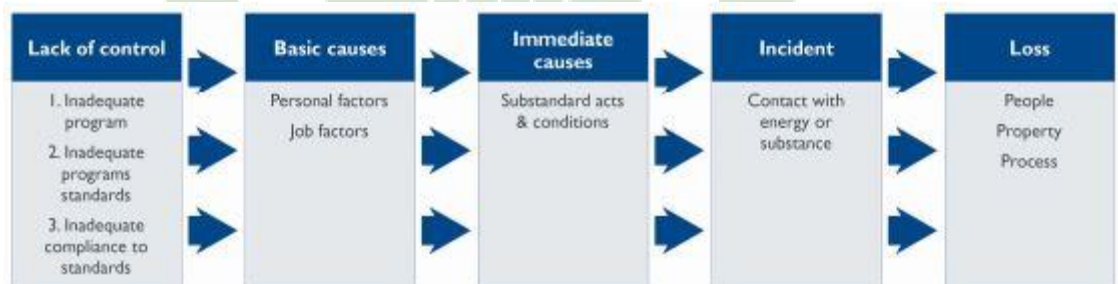 Lack of control
1. Inadequate
program
2. Inadequate
programs
standards
3. Inadequate
compliance to
standards
Basic causes
Personal factors
Job factors
Immediate
causes
Substandard acts
& conditions
Incident
Contact with
energy or
substance
Loss
People
Property
Process